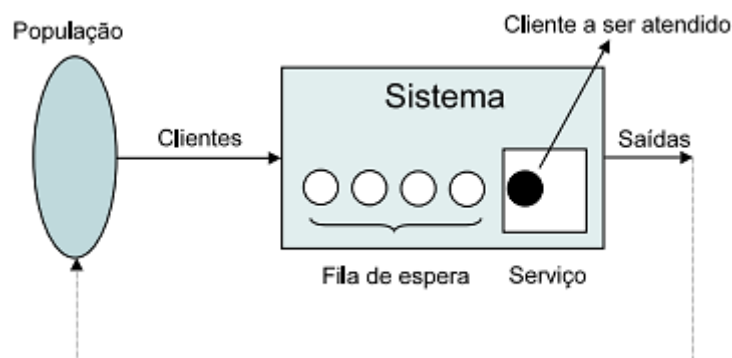 Cliente a ser atendido
População
Sistema
Clientes
Saídas
Fila de espera
Serviço